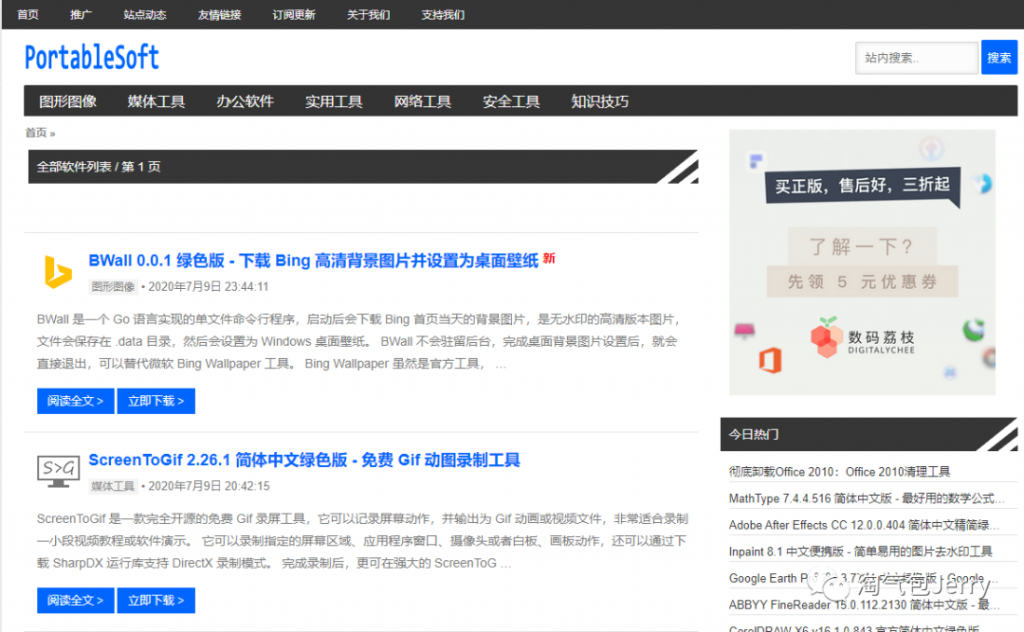 首页 推广 站点动态 友情链接 订阅更新 关于我们 支持我们
PortableSoft
站内搜索.. 搜索
图形图像 媒体工具 办公软件 实用工具 网络工具 安全工具 知识技巧
首页 »
全部软件列表 / 第 1 页
BWall 0.0.1 绿色版 - 下载 Bing 高清背景图片并设置为桌面壁纸 新
图形图像 • 2020年7月9日 23:44:11
BWall 是一个 Go 语言实现的单文件命令行程序，启动后会下载 Bing 首页当天的背景图片，是无水印的高清版本图片，
文件会保存在 .data 目录，然后会设置为 Windows 桌面壁纸。 BWall 不会驻留后台，完成桌面背景图片设置后，就会
直接退出，可以替代微软 Bing Wallpaper 工具。 Bing Wallpaper 虽然是官方工具， …
阅读全文 > 立即下载 >
S>G
ScreenToGif 2.26.1 简体中文绿色版 - 免费 Gif 动图录制工具
媒体工具 • 2020年7月9日 20:42:15
ScreenToGif 是一款完全开源的免费 Gif 录屏工具，它可以记录屏幕动作，并输出为 Gif 动画或视频文件，非常适合录制
一小段视频教程或软件演示。 它可以录制指定的屏幕区域、应用程序窗口、摄像头或者白板、画板动作，还可以通过下
载 SharpDX 运行库支持 DirectX 录制模式。 完成录制后，更可在强大的 ScreenToG …
阅读全文 > 立即下载 >
买正版，售后好，三折起
了解一下？
先领 5 元优惠券
数码荔枝
DIGITALYCHEE
今日热门
彻底卸载Office 2010：Office 2010清理工具
MathType 7.4.4.516 简体中文版 - 最好用的数学公式…
Adobe After Effects CC 12.0.0.404 简体中文精简绿…
Inpaint 8.1 中文便携版 - 简单易用的图片去水印工具
Google Earth P
Google
淘气包Jerry
ABBYY FineReader 15.0.112.2130 简体中文版 - 最…
CorelDRAW X6 v16.1.0.843 官方简体中文绿色版